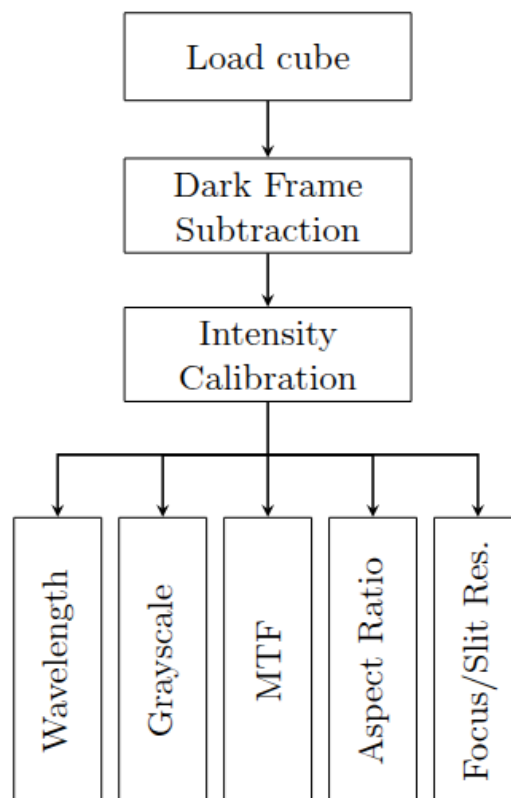 Load cube
Dark Frame
Subtraction
Intensity
Calibration
Wavelength
Grayscale
MTF
Aspect Ratio
Focus/Slit Res.